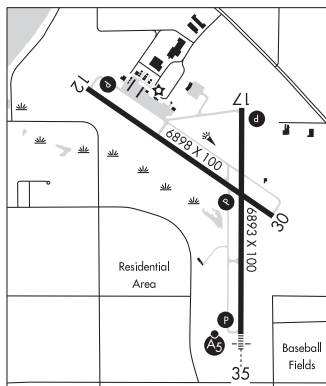 12
P
17
P
6898 X 100
P
30
6893 X 100
Residential
Area
P
A5
Baseball
Fields
35